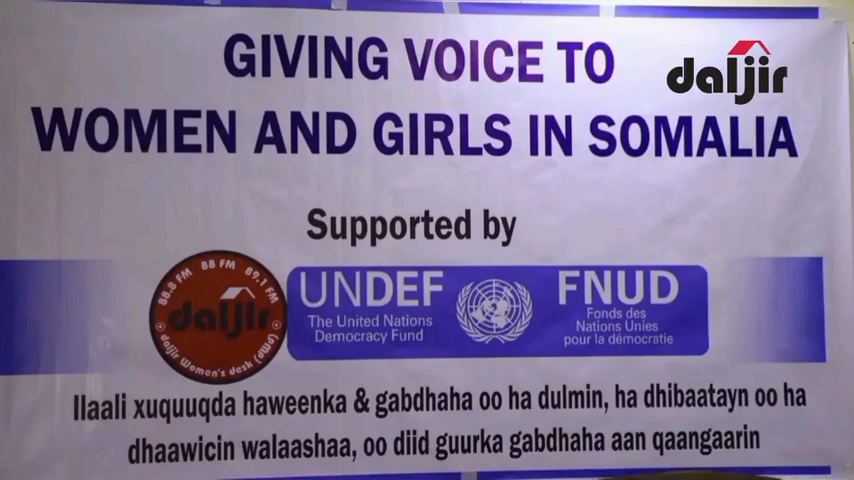 GIVING VOICE TO
daljir
WOMEN AND GIRLS IN SOMALIA
Supported by
88.8 FM 88 FM 89.1 FM
daljir
daljir Women's desk (dWd)
UNDEF
The United Nations
Democracy Fund
FNUD
Fonds des
Nations Unies
pour la démocratie
Ilaali xuquuqda haweenka & gabdhaha oo ha dulmin, ha dhibaatayn oo ha
dhaawicin walaashaa, oo diid guurka gabdhaha aan qaangaarin